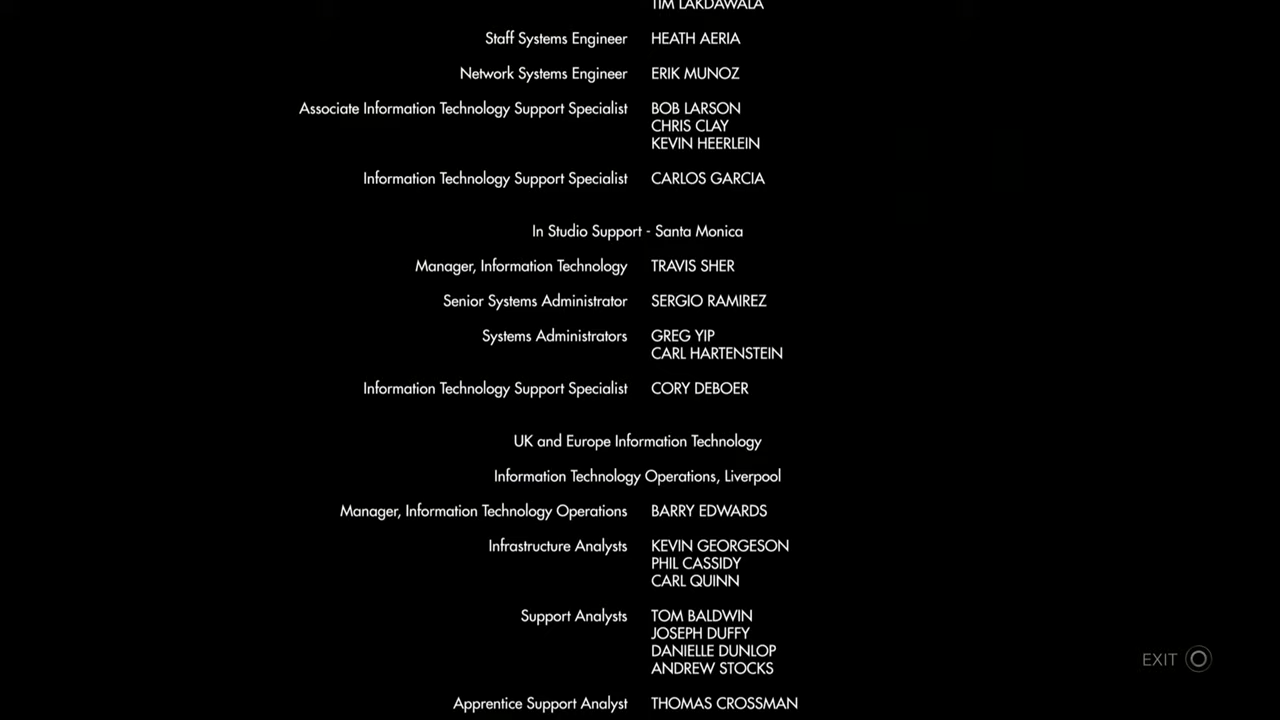 TIM LAKDAWALA
Staff Systems Engineer HEATH AERIA
Network Systems Engineer ERIK MUNOZ
Associate Information Technology Support Specialist BOB LARSON
CHRIS CLAY
KEVIN HEERLEIN
Information Technology Support Specialist CARLOS GARCIA
In Studio Support - Santa Monica
Manager, Information Technology TRAVIS SHER
Senior Systems Administrator SERGIO RAMIREZ
Systems Administrators GREG YIP
CARL HARTENSTEIN
Information Technology Support Specialist CORY DEBOER
UK and Europe Information Technology
Information Technology Operations, Liverpool
Manager, Information Technology Operations BARRY EDWARDS
Infrastructure Analysts KEVIN GEORGESON
PHIL CASSIDY
CARL QUINN
Support Analysts TOM BALDWIN
JOSEPH DUFFY
DANIELLE DUNLOP
ANDREW STOCKS
EXIT
Apprentice Support Analyst THOMAS CROSSMAN